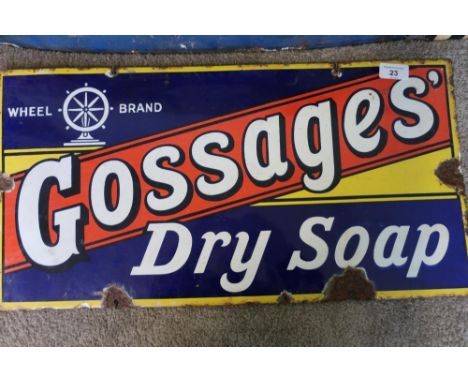 23
WHEEL BRAND
Gossages'
Dry Soap